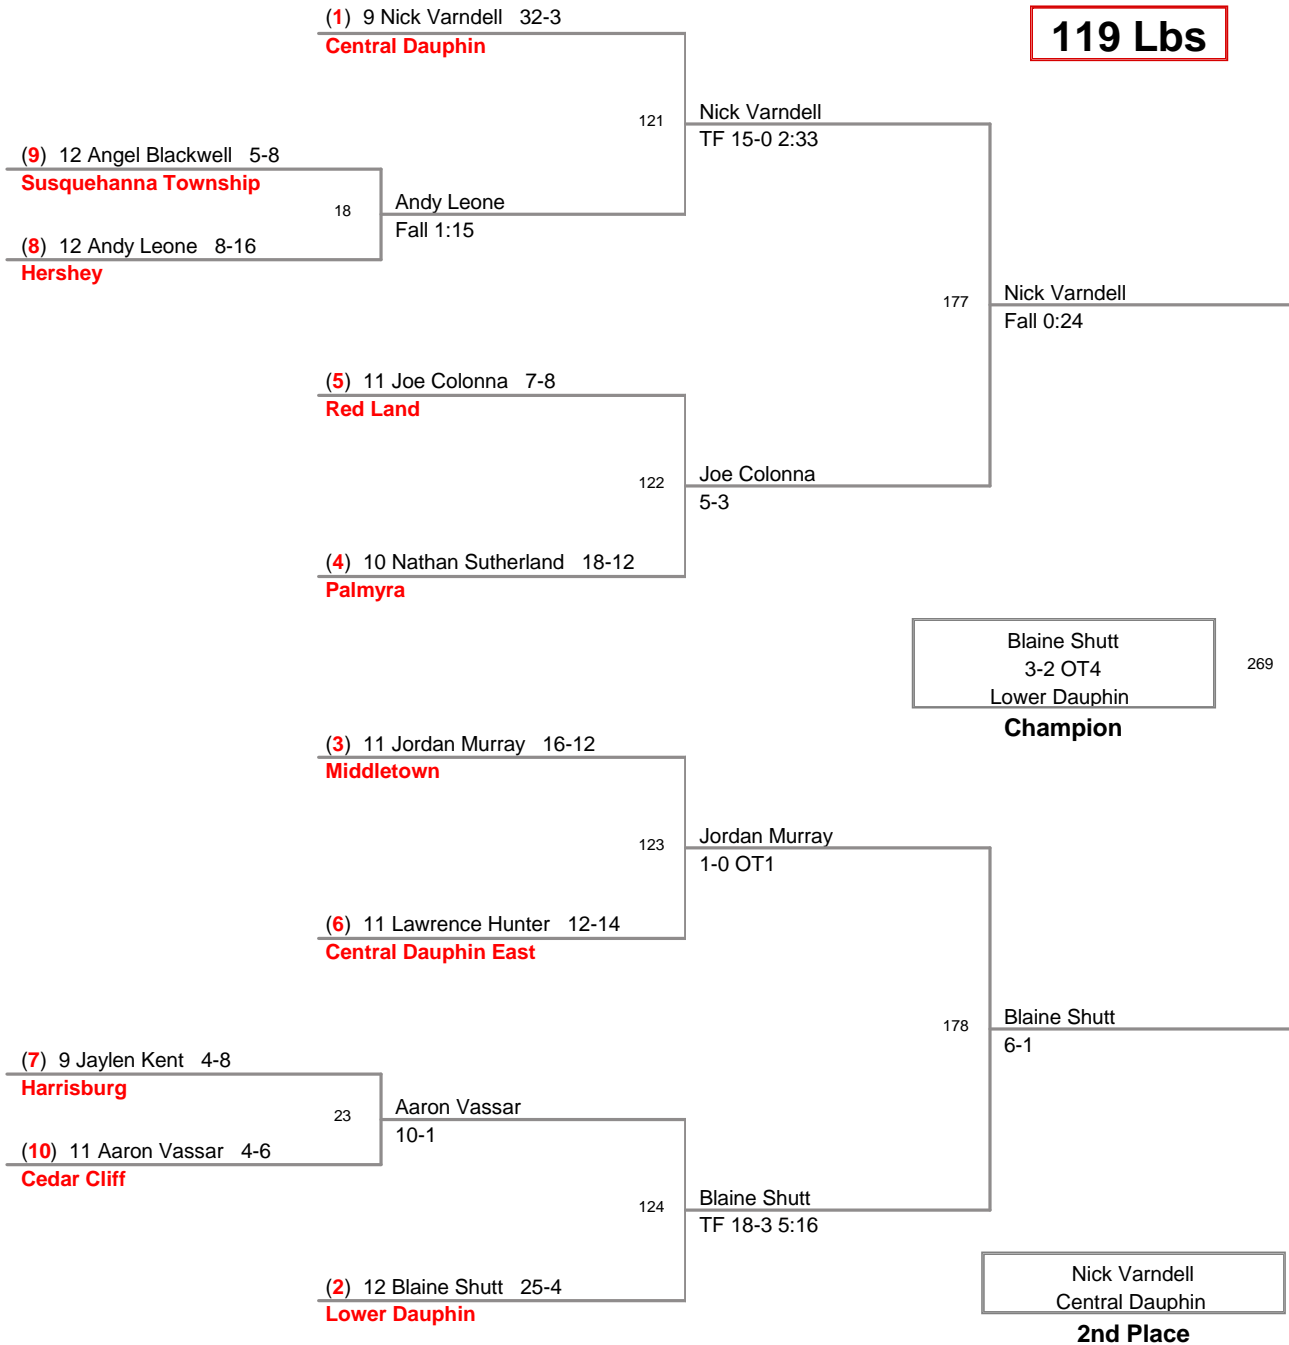 (1) 9 Nick Varndell 32-3
Central Dauphin
119 Lbs
121
Nick Varndell
TF 15-0 2:33
(9) 12 Angel Blackwell 5-8
Susquehanna Township
18
Andy Leone
Fall 1:15
(8) 12 Andy Leone 8-16
Hershey
177
Nick Varndell
Fall 0:24
(5) 11 Joe Colonna 7-8
Red Land
122
Joe Colonna
5-3
(4) 10 Nathan Sutherland 18-12
Palmyra
Blaine Shutt
3-2 OT4
Lower Dauphin
Champion
269
(3) 11 Jordan Murray 16-12
Middletown
123
Jordan Murray
1-0 OT1
(6) 11 Lawrence Hunter 12-14
Central Dauphin East
178
Blaine Shutt
6-1
(7) 9 Jaylen Kent 4-8
Harrisburg
23
Aaron Vassar
10-1
(10) 11 Aaron Vassar 4-6
Cedar Cliff
124
Blaine Shutt
TF 18-3 5:16
(2) 12 Blaine Shutt 25-4
Lower Dauphin
Nick Varndell
Central Dauphin
2nd Place